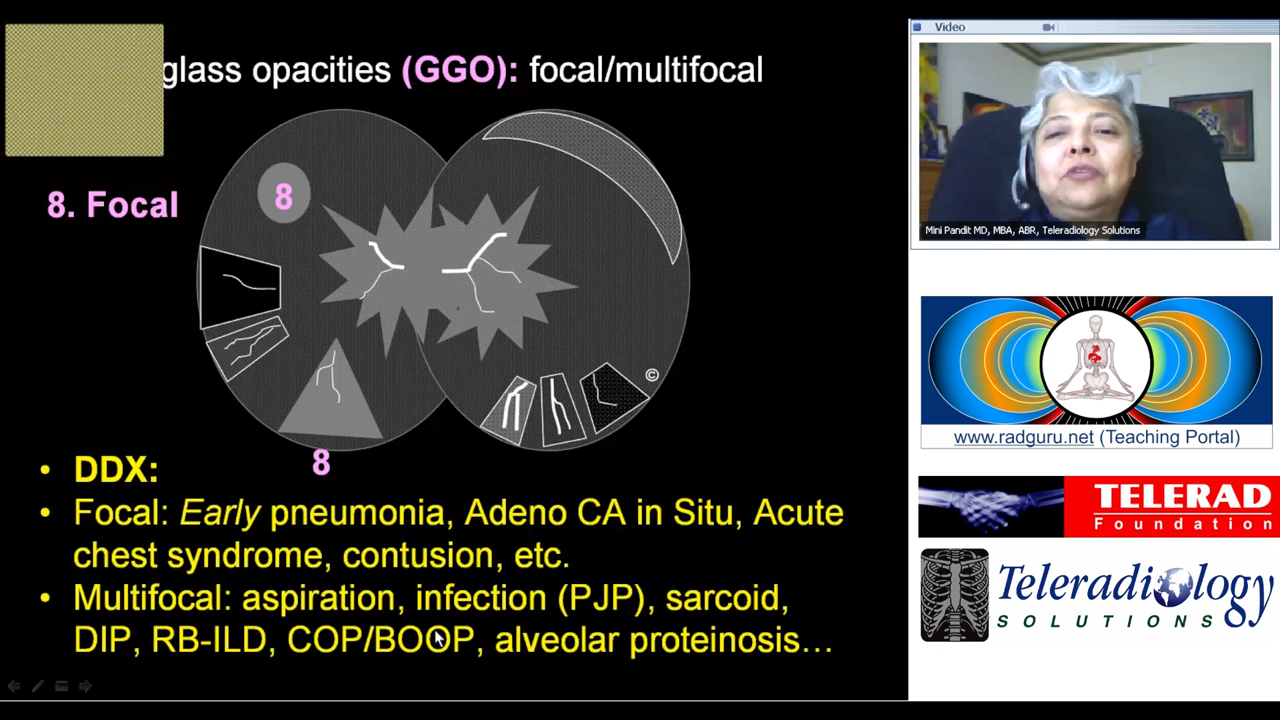 glass opacities (GGO): focal/multifocal
8. Focal
8
8
©
• DDX:
• Focal: Early pneumonia, Adeno CA in Situ, Acute
chest syndrome, contusion, etc.
• Multifocal: aspiration, infection (PJP), sarcoid,
DIP, RB-ILD, COP/BOOP, alveolar proteinosis…
Video
Mini Pandit MD, MBA, ABR, Teleradiology Solutions
www.radguru.net (Teaching Portal)
TELERAD
Foundation
Teleradiology
SOLUTIONS